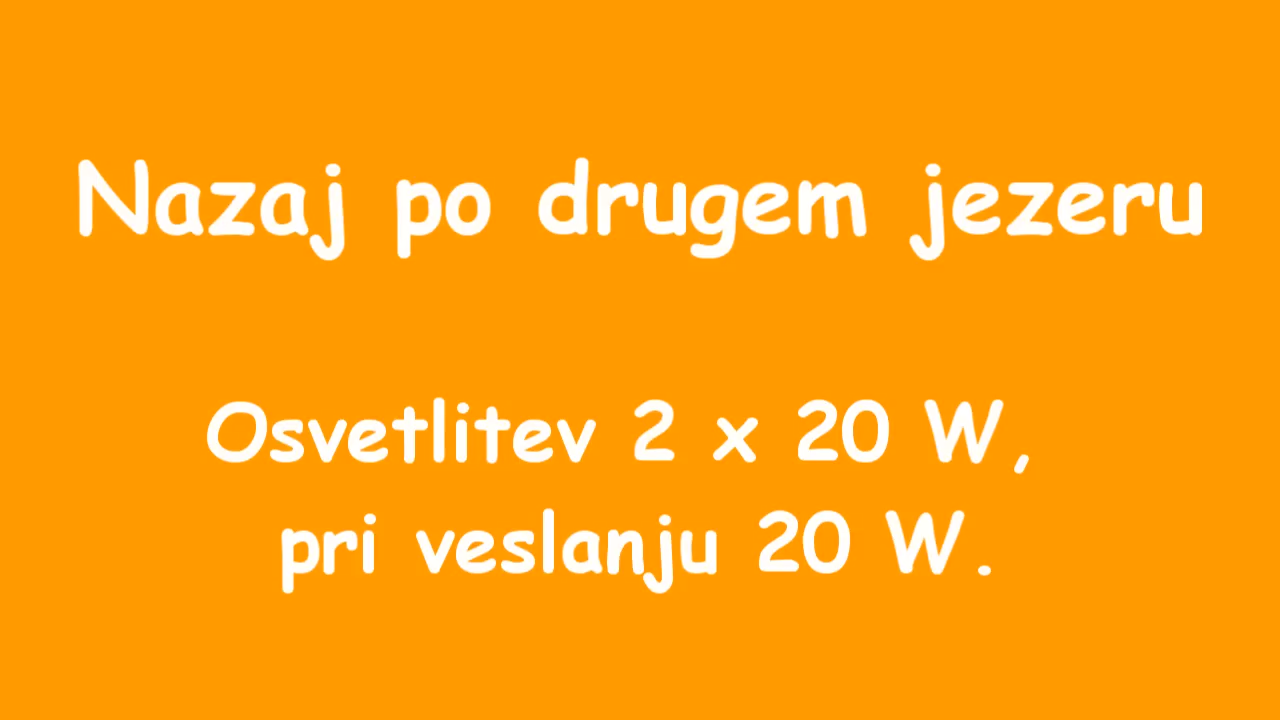 Nazaj po drugem jezeru
Osvetlitev 2 x 20 W,
pri veslanju 20 W.